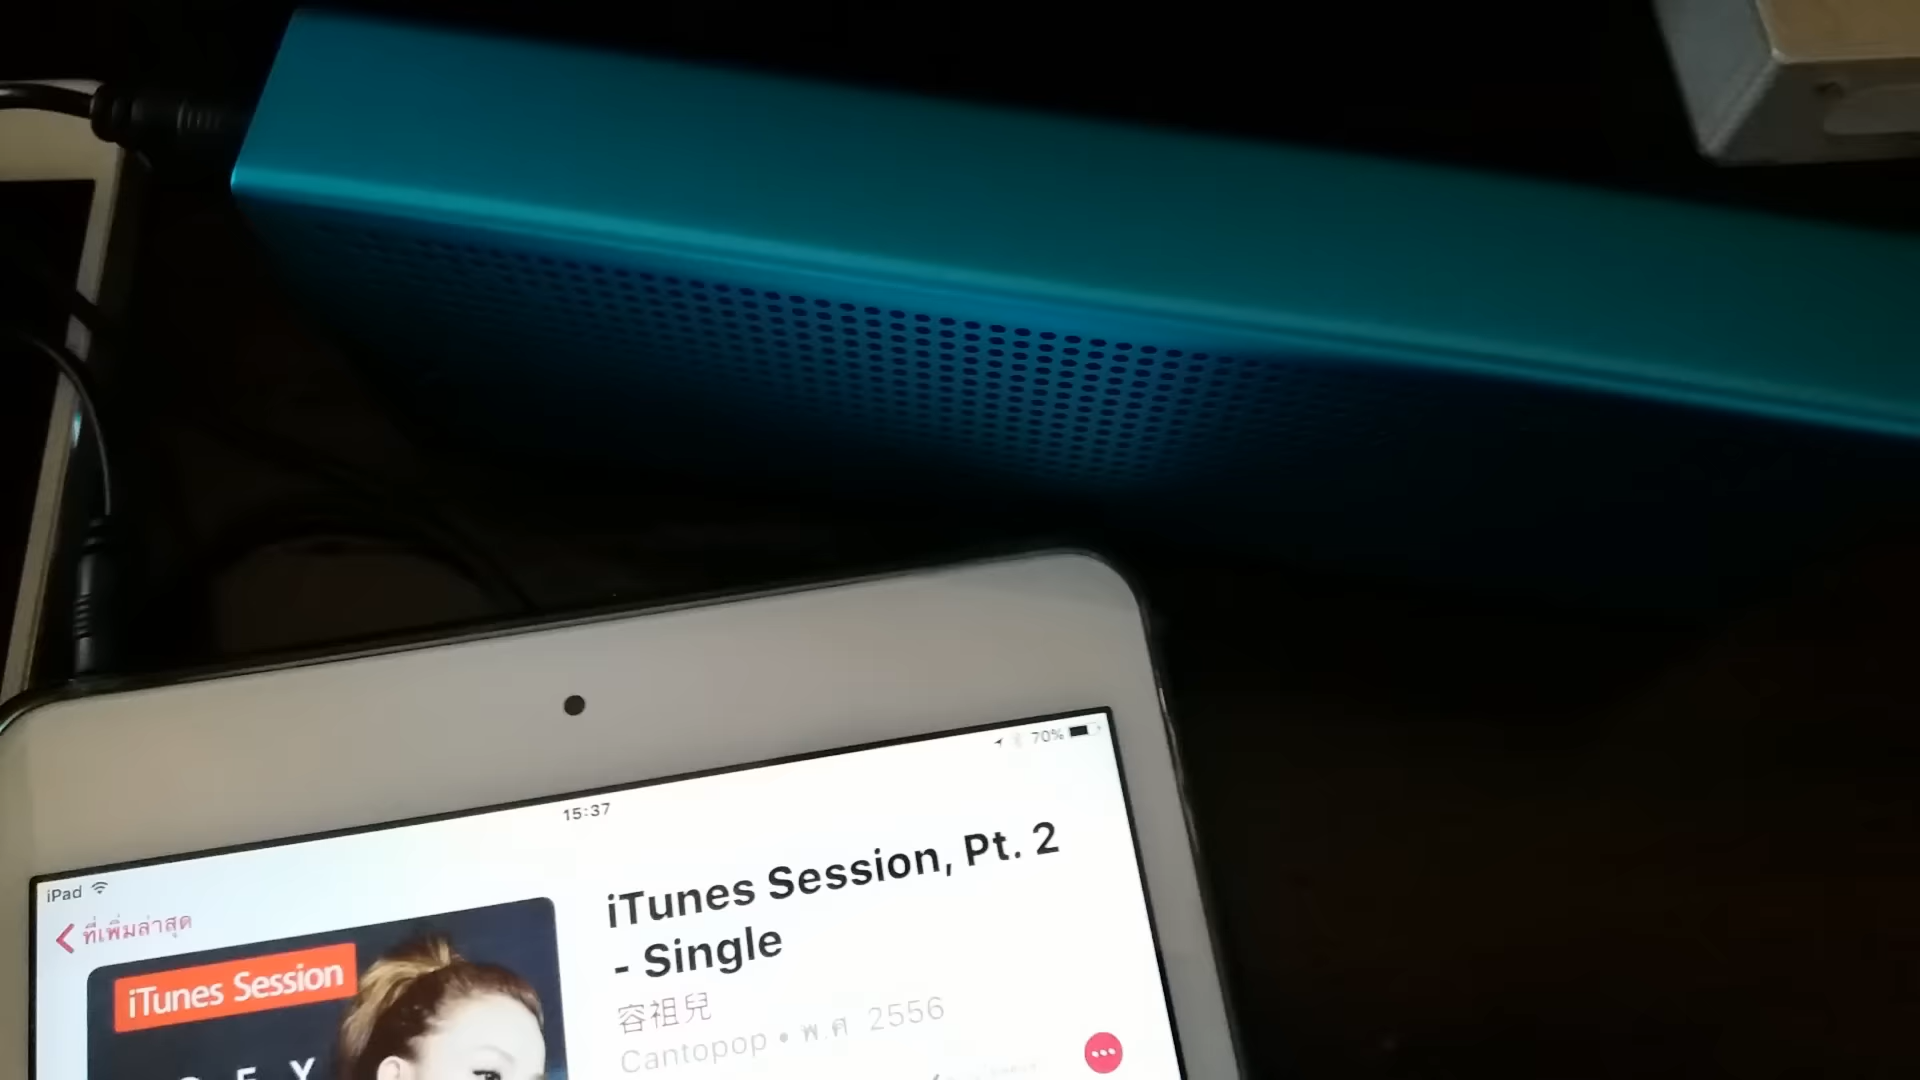 70%
15:37
iPad
ที่เพิ่มล่าสุด
iTunes Session
iTunes Session, Pt. 2
- Single
容祖兒
Cantopop • พ.ศ. 2556
E Y